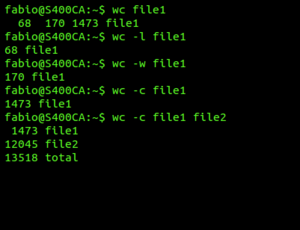 fabio@S400CA:~$ wc file1
  68  170 1473 file1
fabio@S400CA:~$ wc -l file1
68 file1
fabio@S400CA:~$ wc -w file1
170 file1
fabio@S400CA:~$ wc -c file1
1473 file1
fabio@S400CA:~$ wc -c file1 file2
 1473 file1
12045 file2
13518 total